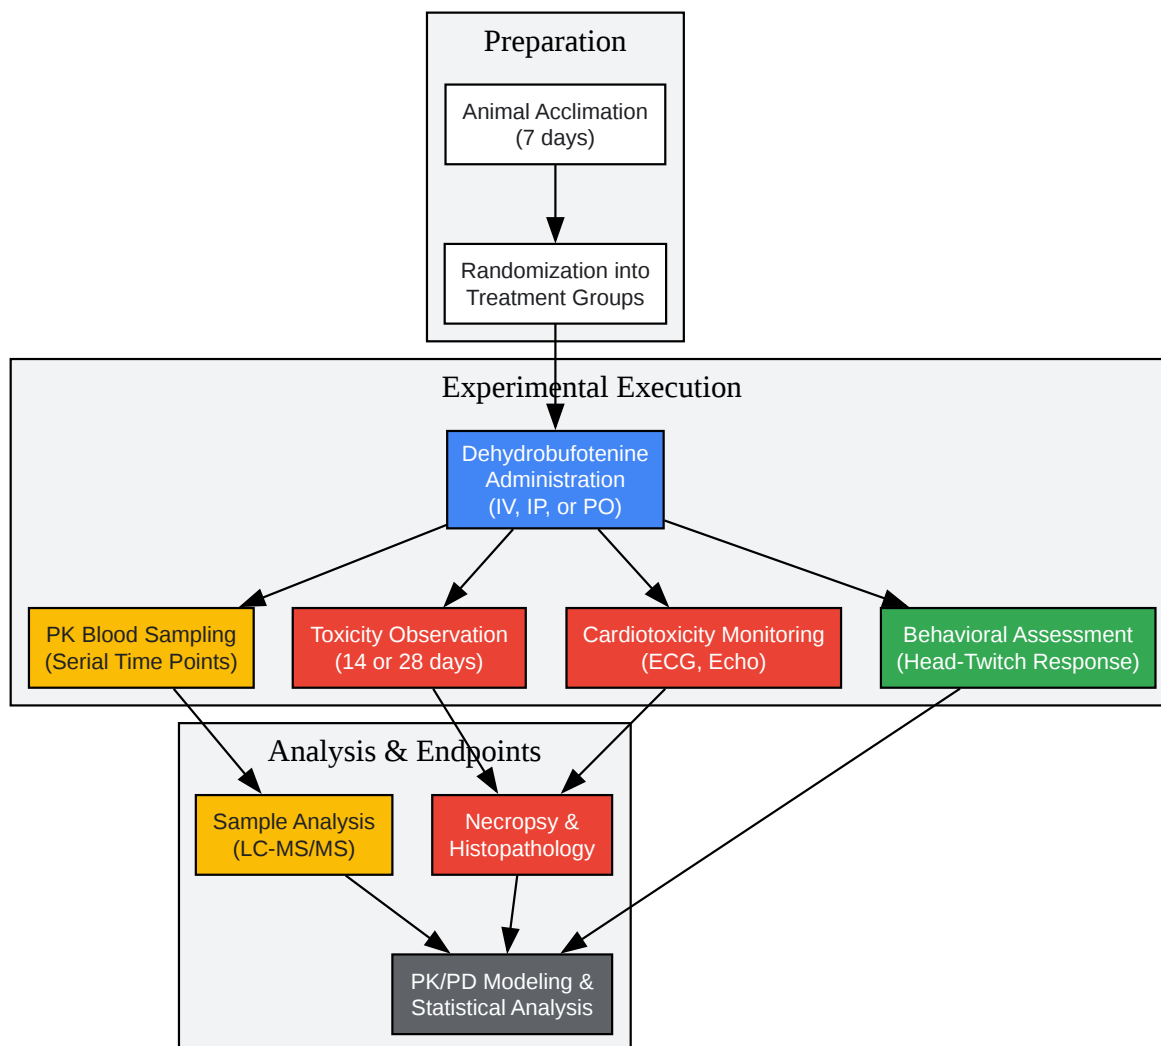 Preparation
Animal Acclimation
(7 days)
Randomization into
Treatment Groups
Experimental Execution
Dehydrobufotenine
Administration
(IV, IP, or PO)
PK Blood Sampling
(Serial Time Points)
Toxicity Observation
(14 or 28 days)
Cardiotoxicity Monitoring
(ECG, Echo)
Behavioral Assessment
(Head-Twitch Response)
Analysis & Endpoints
Sample Analysis
(LC-MS/MS)
Necropsy &
Histopathology
PK/PD Modeling &
Statistical Analysis